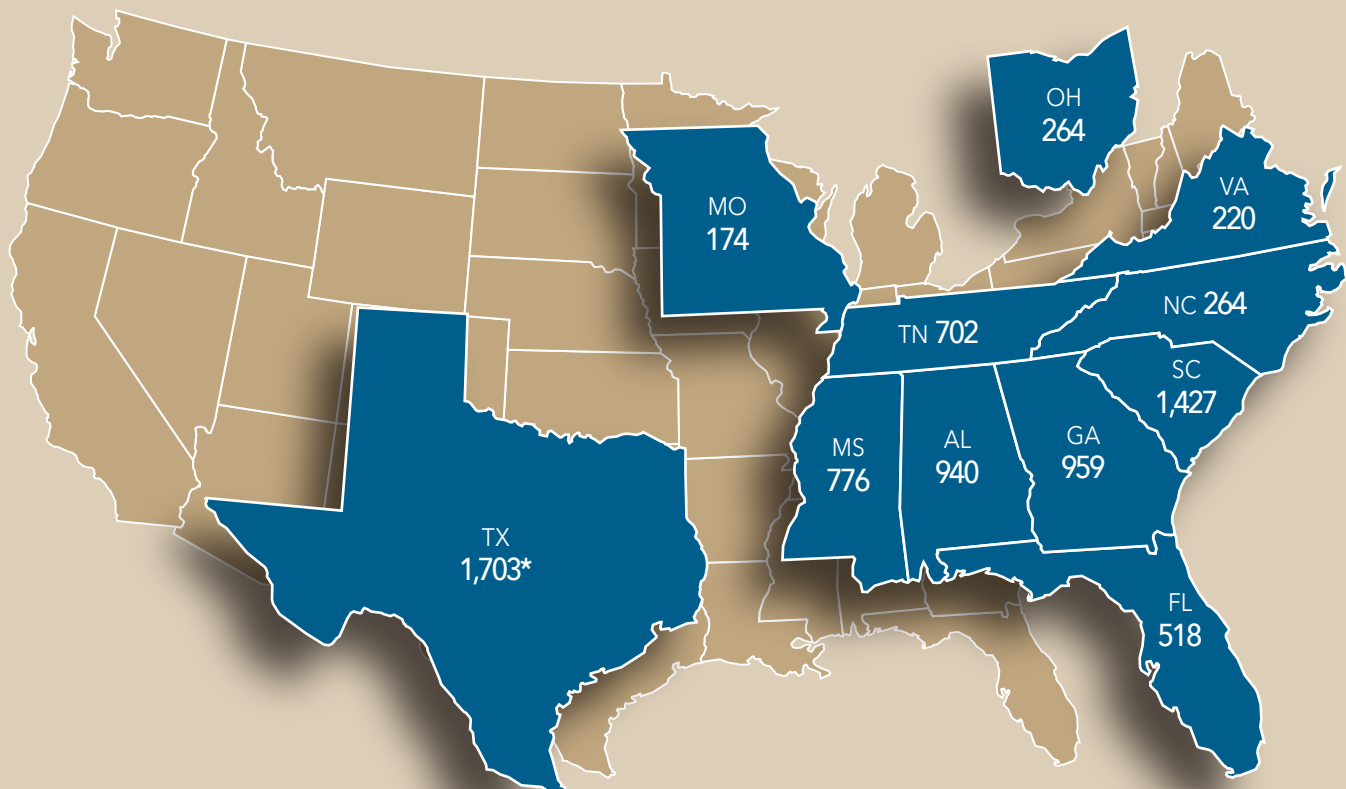 OH
264
VA
220
MO
174
NC 264
TN 702
SC
1,427
MS
776
AL
940
GA
959
TX
1,703*
FL
518